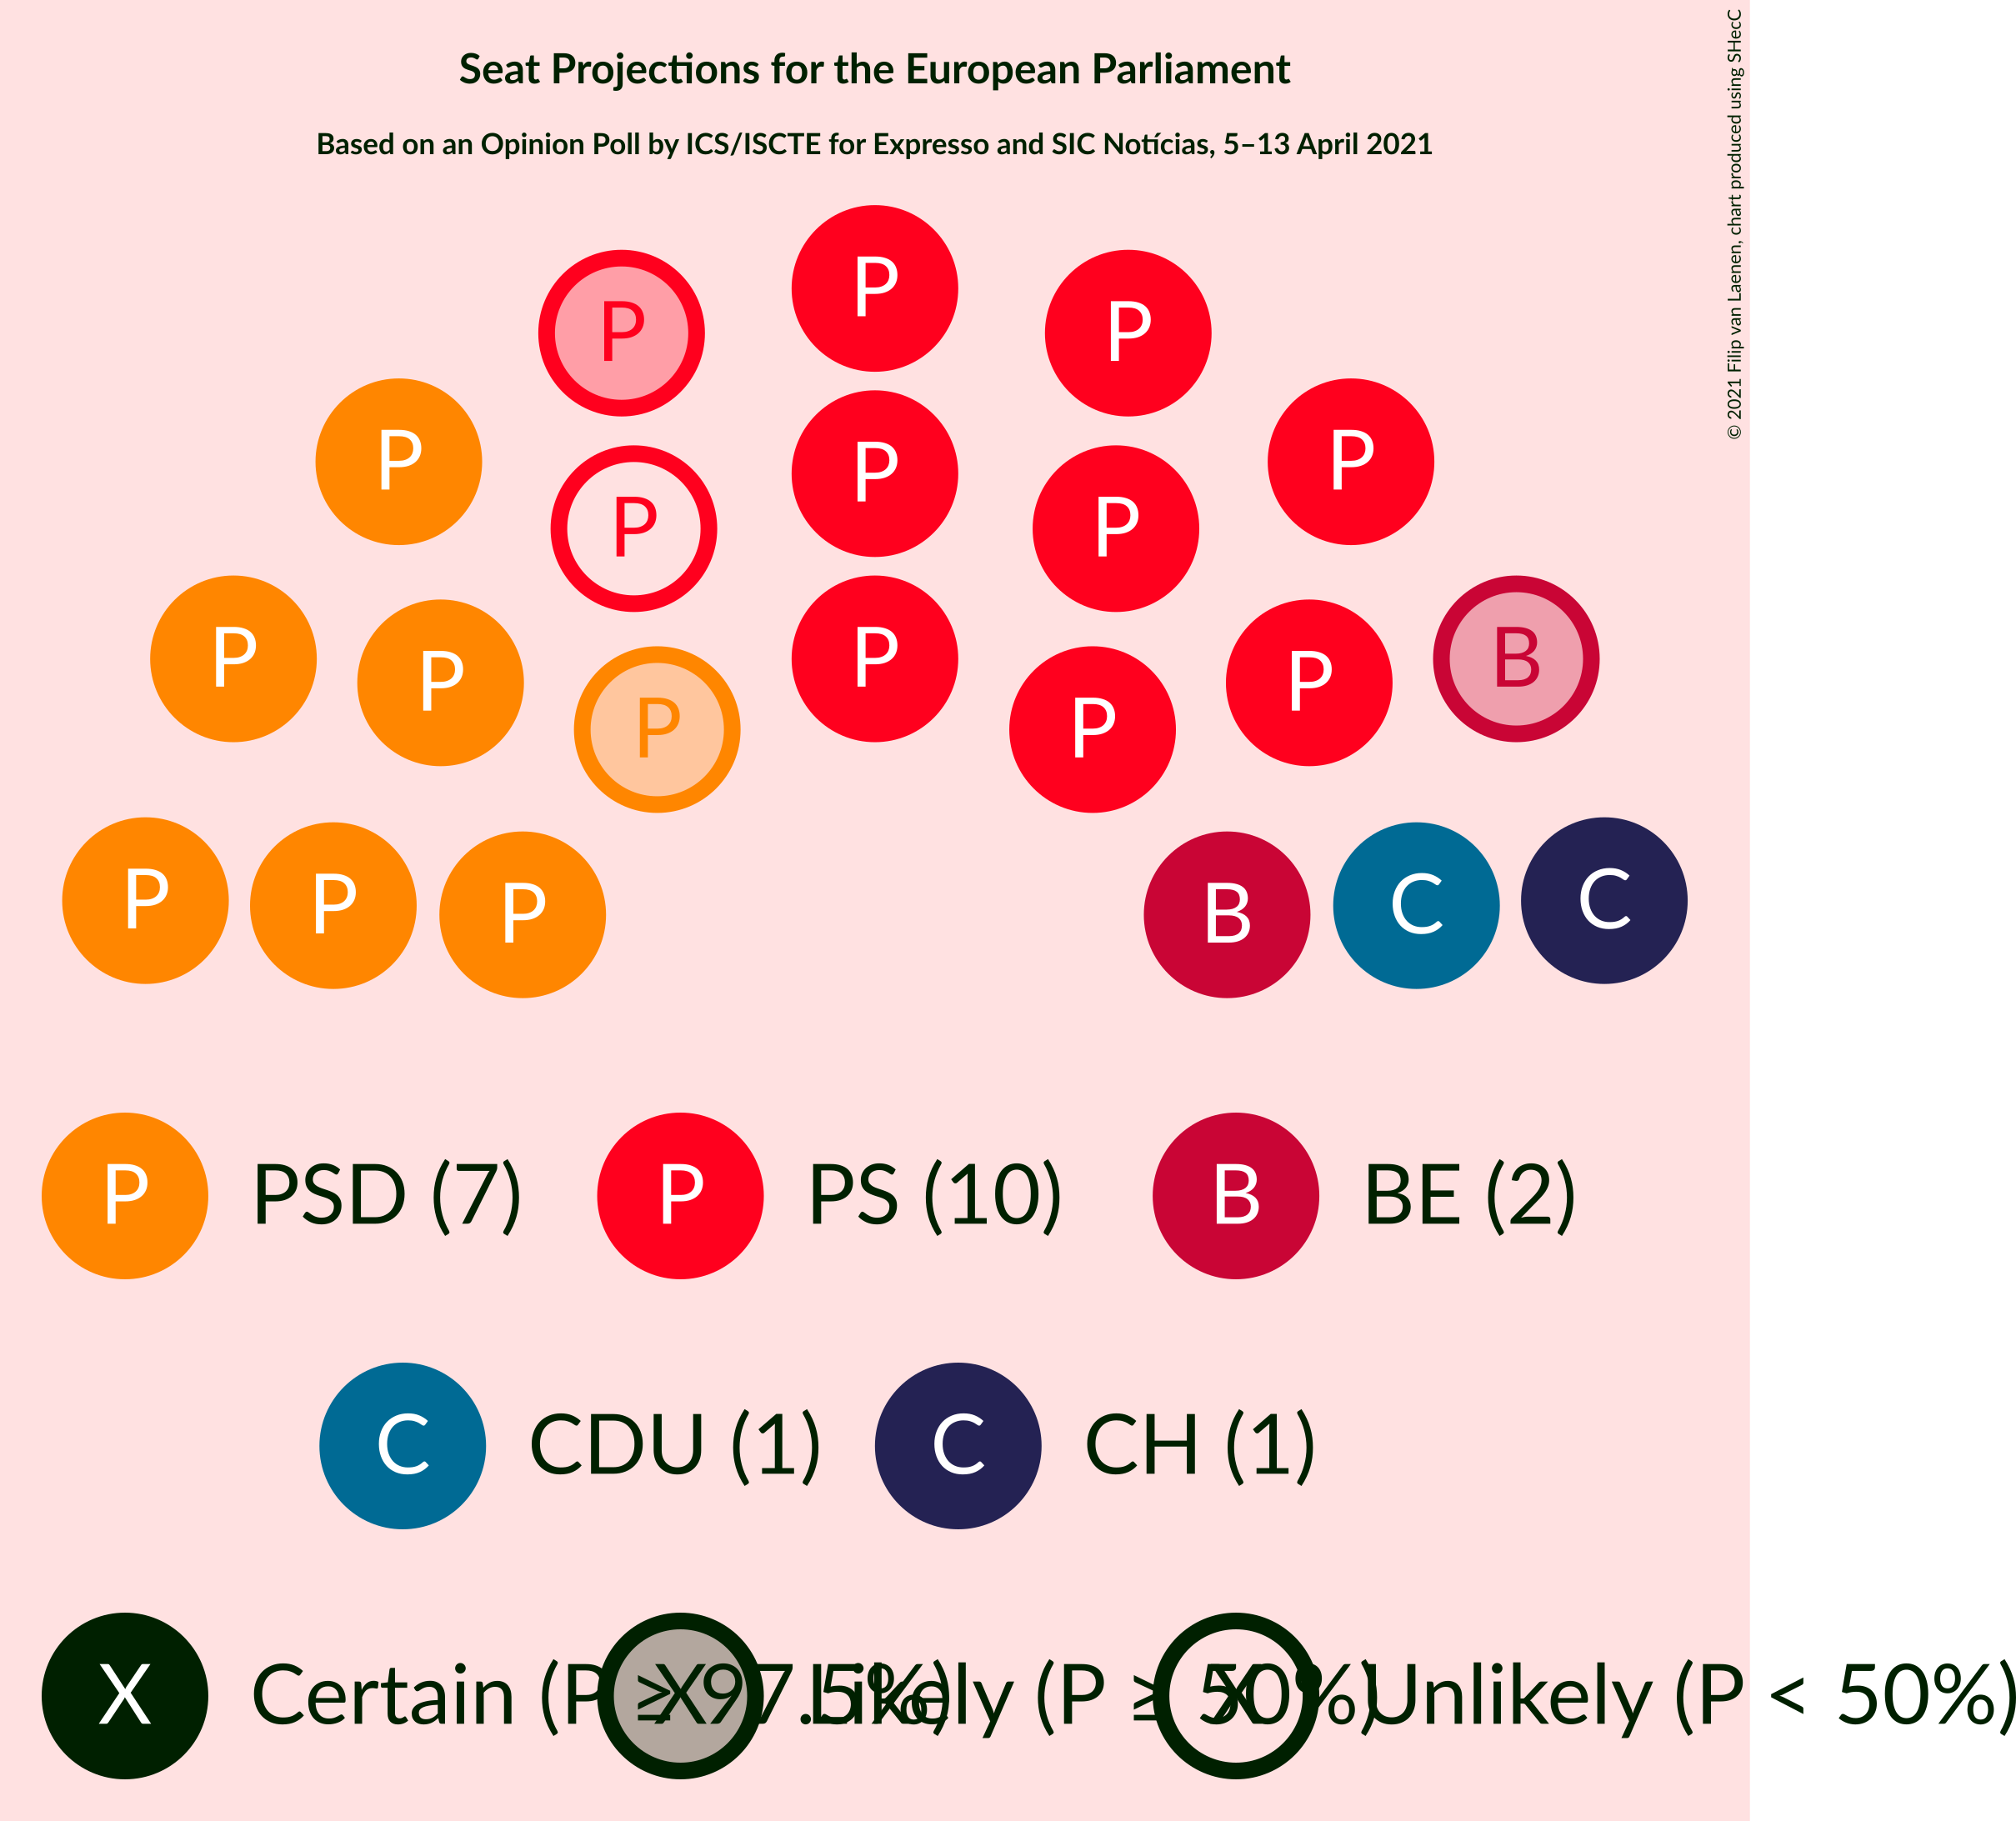 Seat Projections for the European Parliament
Based on an Opinion Poll by ICS/ISCTE for Expresso and SIC Notícias, 5–13 April 2021
© 2021 Filip van Laenen, chart produced using SHecC
P
P P
P P
P
P P
P B
P P
P
P P
P P B C C
P P
P PSD (7) P PS (10) B BE (2)
C CDU (1) C CH (1)
X Certain (P ≥ 97.5%) X Likely (P ≥ 50%) X Unlikely (P < 50%)